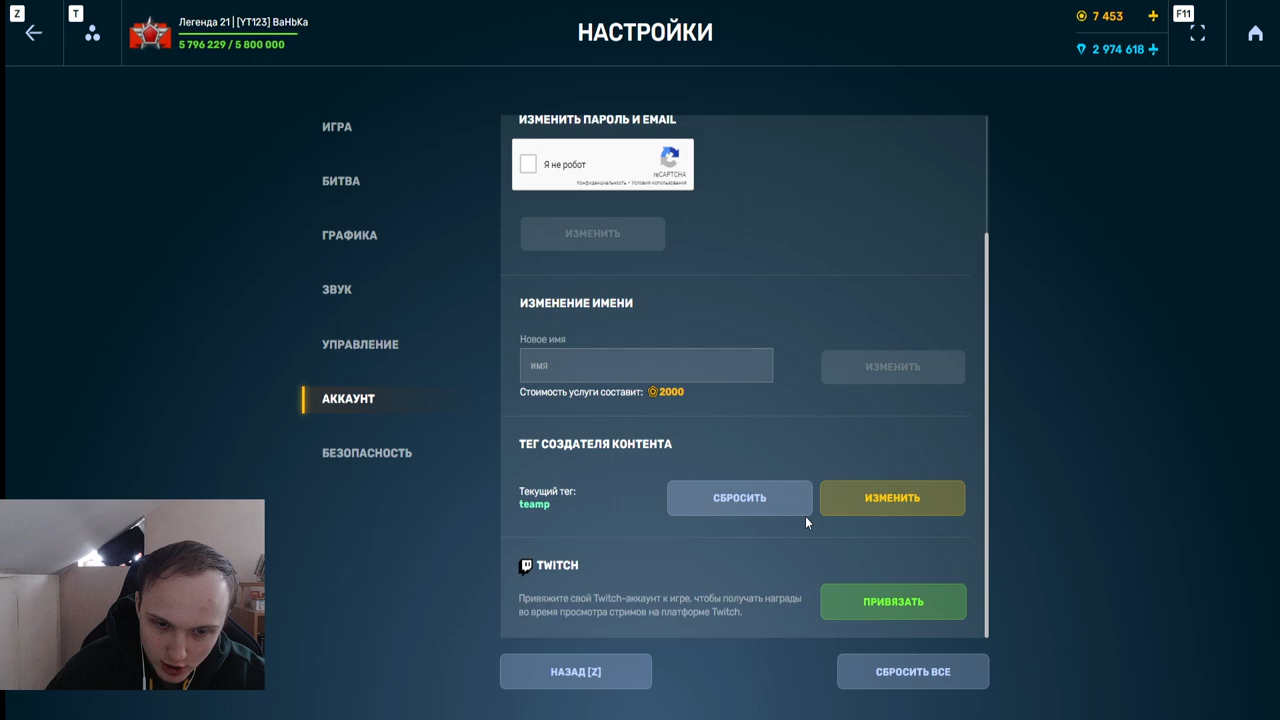 Z
T
Легенда 21 | [YT123] BaHbKa
5 796 229 / 5 800 000
НАСТРОЙКИ
7 453
2 974 618
F11
ИГРА
БИТВА
ГРАФИКА
ЗВУК
УПРАВЛЕНИЕ
АККАУНТ
БЕЗОПАСНОСТЬ
ИЗМЕНИТЬ ПАРОЛЬ И EMAIL
Я не робот
reCAPTCHA
Конфиденциальность - Условия использования
ИЗМЕНИТЬ
ИЗМЕНЕНИЕ ИМЕНИ
Новое имя
имя
ИЗМЕНИТЬ
Стоимость услуги составит: 2000
ТЕГ СОЗДАТЕЛЯ КОНТЕНТА
Текущий тег:
teamp
СБРОСИТЬ
ИЗМЕНИТЬ
TWITCH
Привяжите свой Twitch-аккаунт к игре, чтобы получать награды
во время просмотра стримов на платформе Twitch.
ПРИВЯЗАТЬ
НАЗАД [Z]
СБРОСИТЬ ВСЕ